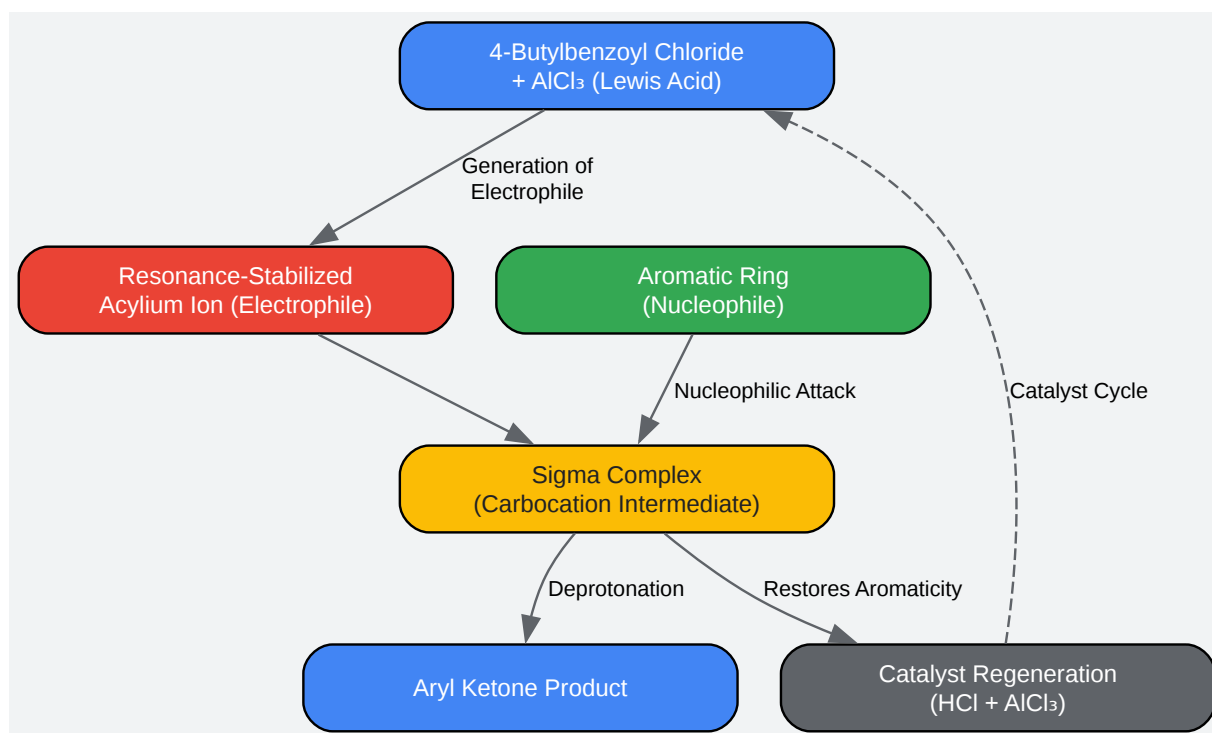 4-Butylbenzoyl Chloride
+ AlCl₃ (Lewis Acid)
Generation of
Electrophile
Resonance-Stabilized
Acylium Ion (Electrophile)
Aromatic Ring
(Nucleophile)
Nucleophilic Attack
Catalyst Cycle
Sigma Complex
(Carbocation Intermediate)
Deprotonation
Restores Aromaticity
Aryl Ketone Product
Catalyst Regeneration
(HCl + AlCl₃)